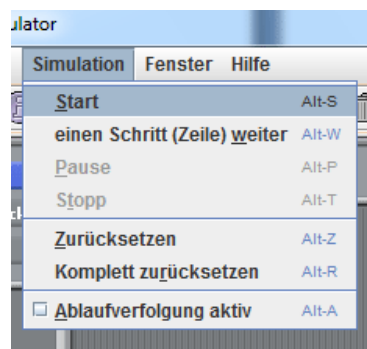 ulator
Simulation Fenster Hilfe
Start Alt-S
einen Schritt (Zeile) weiter Alt-W
Pause Alt-P
Stopp Alt-T
Zurücksetzen Alt-Z
Komplett zurücksetzen Alt-R
Ablaufverfolgung aktiv Alt-A